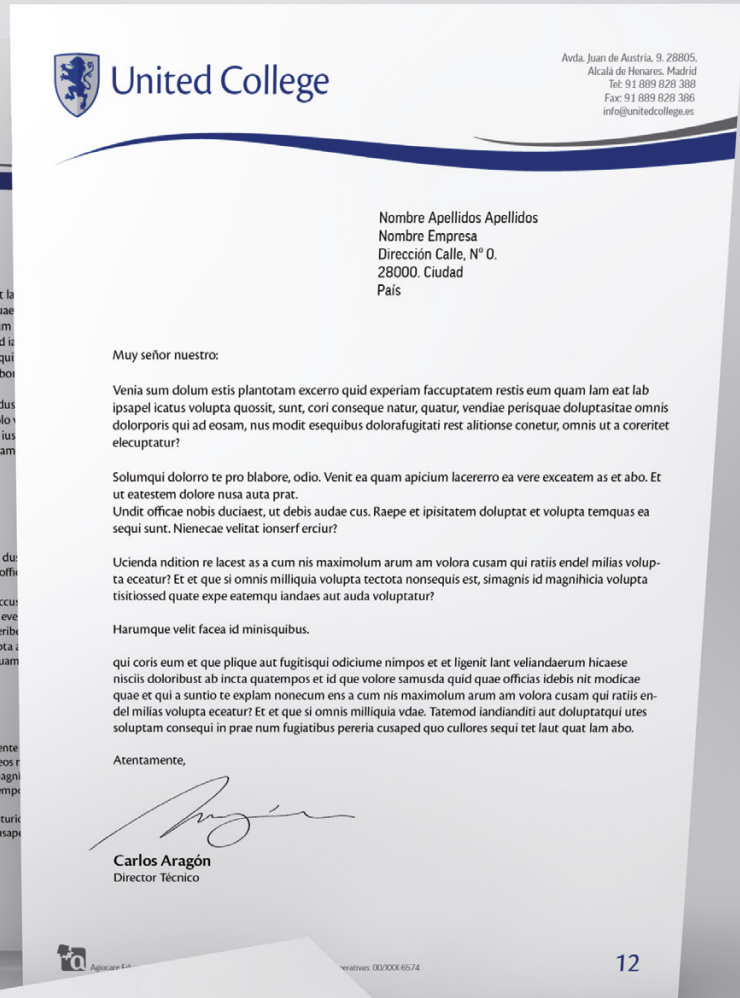 United College
Avda. Juan de Austria, 9. 28805.
Alcalá de Henares. Madrid
Tel: 91 889 828 388
Fax: 91 889 828 386
info@unitedcollege.es
Nombre Apellidos Apellidos
Nombre Empresa
Dirección Calle, Nº 0.
28000. Ciudad
País
Muy señor nuestro:
Venia sum dolum estis plantotam excerro quid experiam faccuptatem restis eum quam lam eat lab
ipsapel icatus volupta quossit, sunt, cori conseque natur, quatur, vendiae perisquae doluptasitae omnis
dolorporis qui ad eosam, nus modit esequibus dolorafugitati rest alitionse conetur, omnis ut a coreritet
elecuptatur?
Solumqui dolorro te pro blabore, odio. Venit ea quam apicium lacererro ea vere exceatem as et abo. Et
ut eatestem dolore nusa auta prat.
Undit officae nobis duciaest, ut debis audae cus. Raepe et ipisitatem doluptat et volupta temquas ea
sequi sunt. Nienecae velitat ionserf erciur?
Ucienda ndition re lacest as a cum nis maximolum arum am volora cusam qui ratiis endel milias volup-
ta eceatur? Et et que si omnis milliquia volupta tectota nonsequis est, simagnis id magnihicia volupta
tisitiossed quate expe eatemqu iandaes aut auda voluptatur?
Harumque velit facea id minisquibus.
qui coris eum et que plique aut fugitisqui odiciume nimpos et et ligenit lant veliandaerum hicaese
nisciis doloribust ab incta quatempos et id que volore samusda quid quae officias idebis nit modicae
quae et qui a suntio te explam nonecum ens a cum nis maximolum arum am volora cusam qui ratiis en-
del milias volupta eceatur? Et et que si omnis milliquia vdae. Tatemod iandianditi aut doluptatqui utes
soluptam consequi in prae num fugiatibus pereria cusaped quo cullores sequi tet laut quat lam abo.
Atentamente,
Carlos Aragón
Director Técnico
Agiocare
erativas: 00/XXX-6574
12